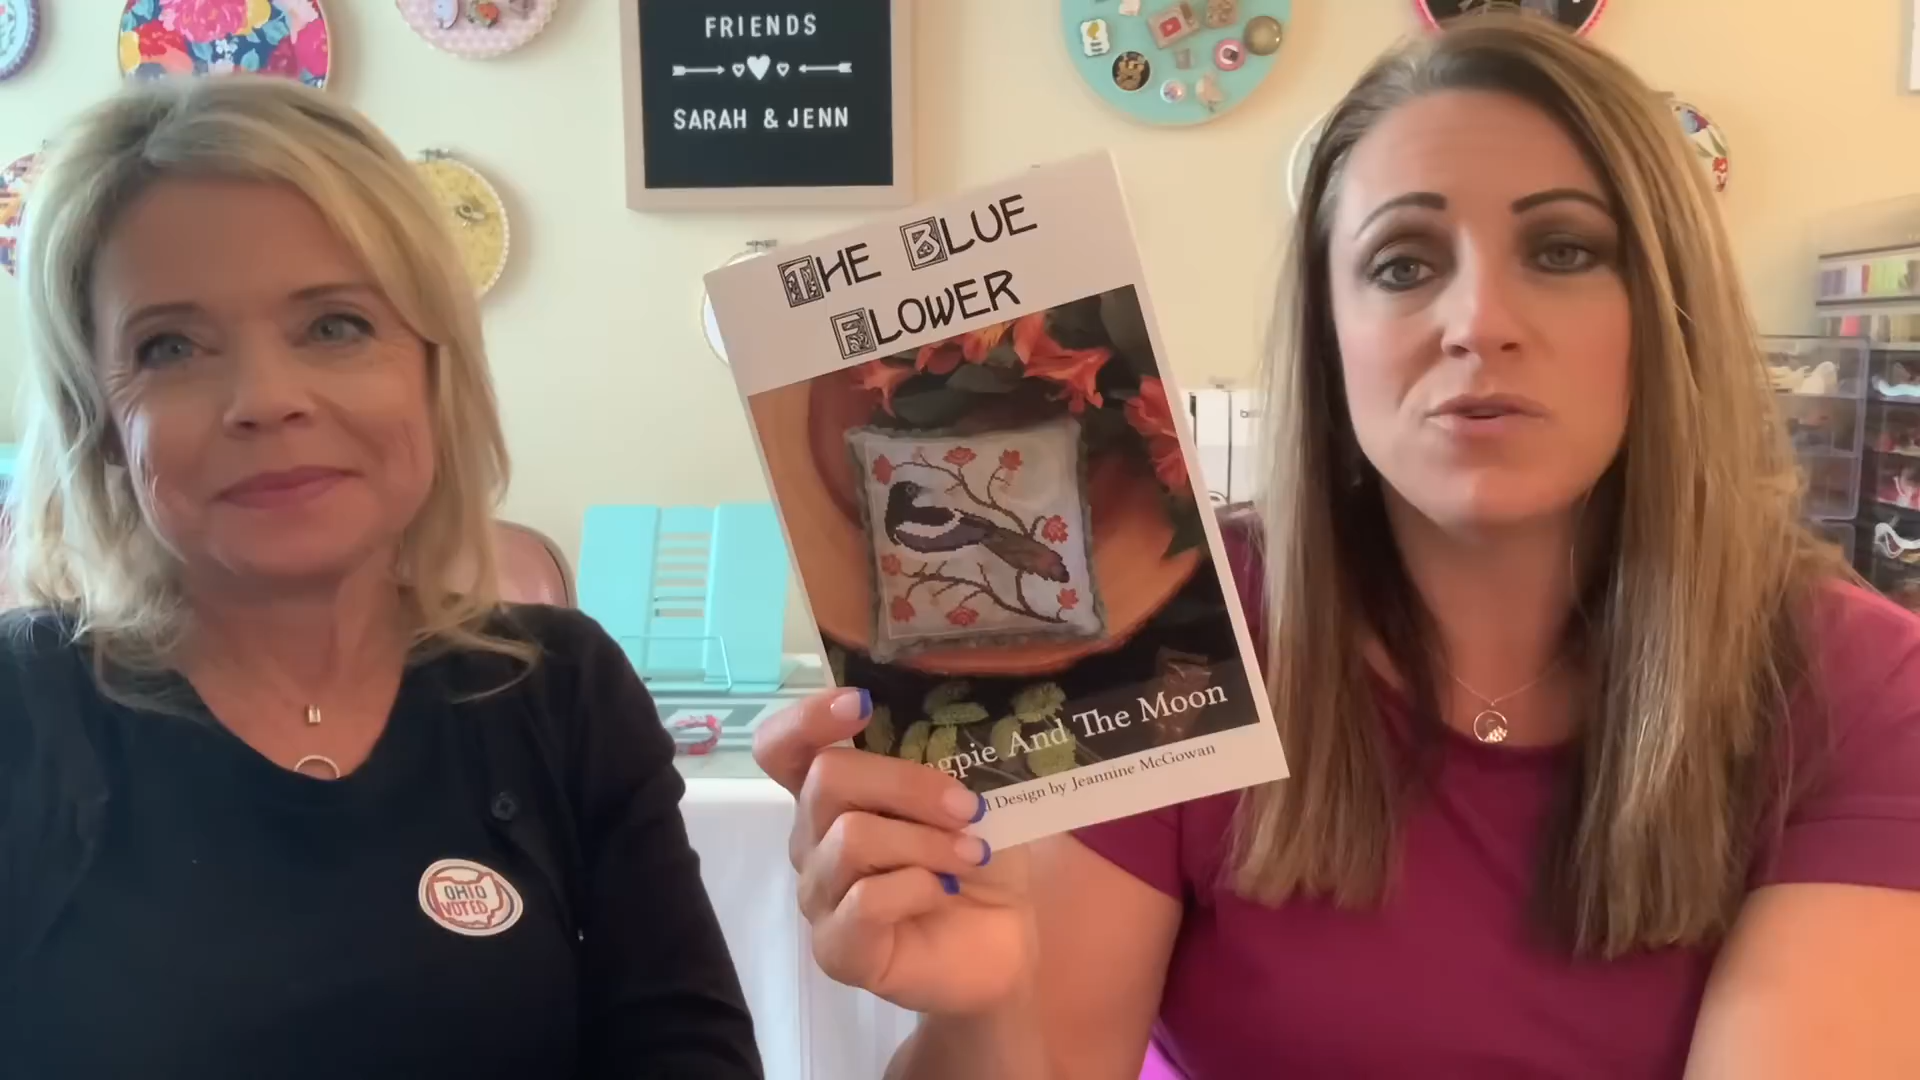 FRIENDS
SARAH & JENN
THE BLUE
FLOWER
And The Moon
Design by Jeannine McGowan
OHIO
VOTED